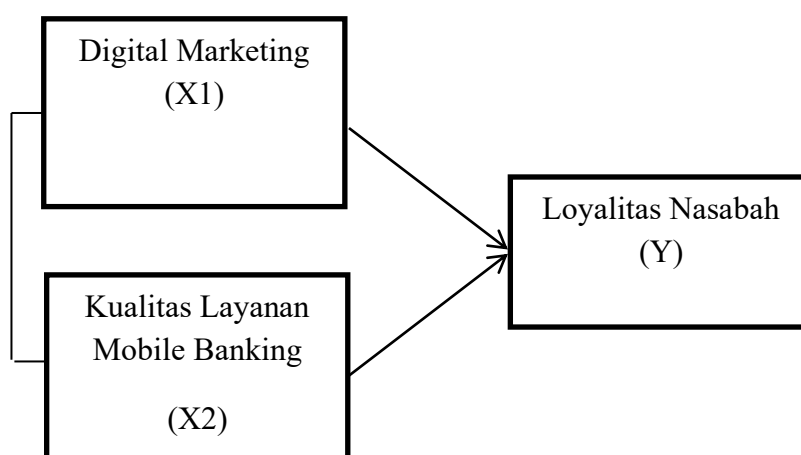 Digital Marketing
(X1)
Loyalitas Nasabah
(Y)
Kualitas Layanan
Mobile Banking
(X2)